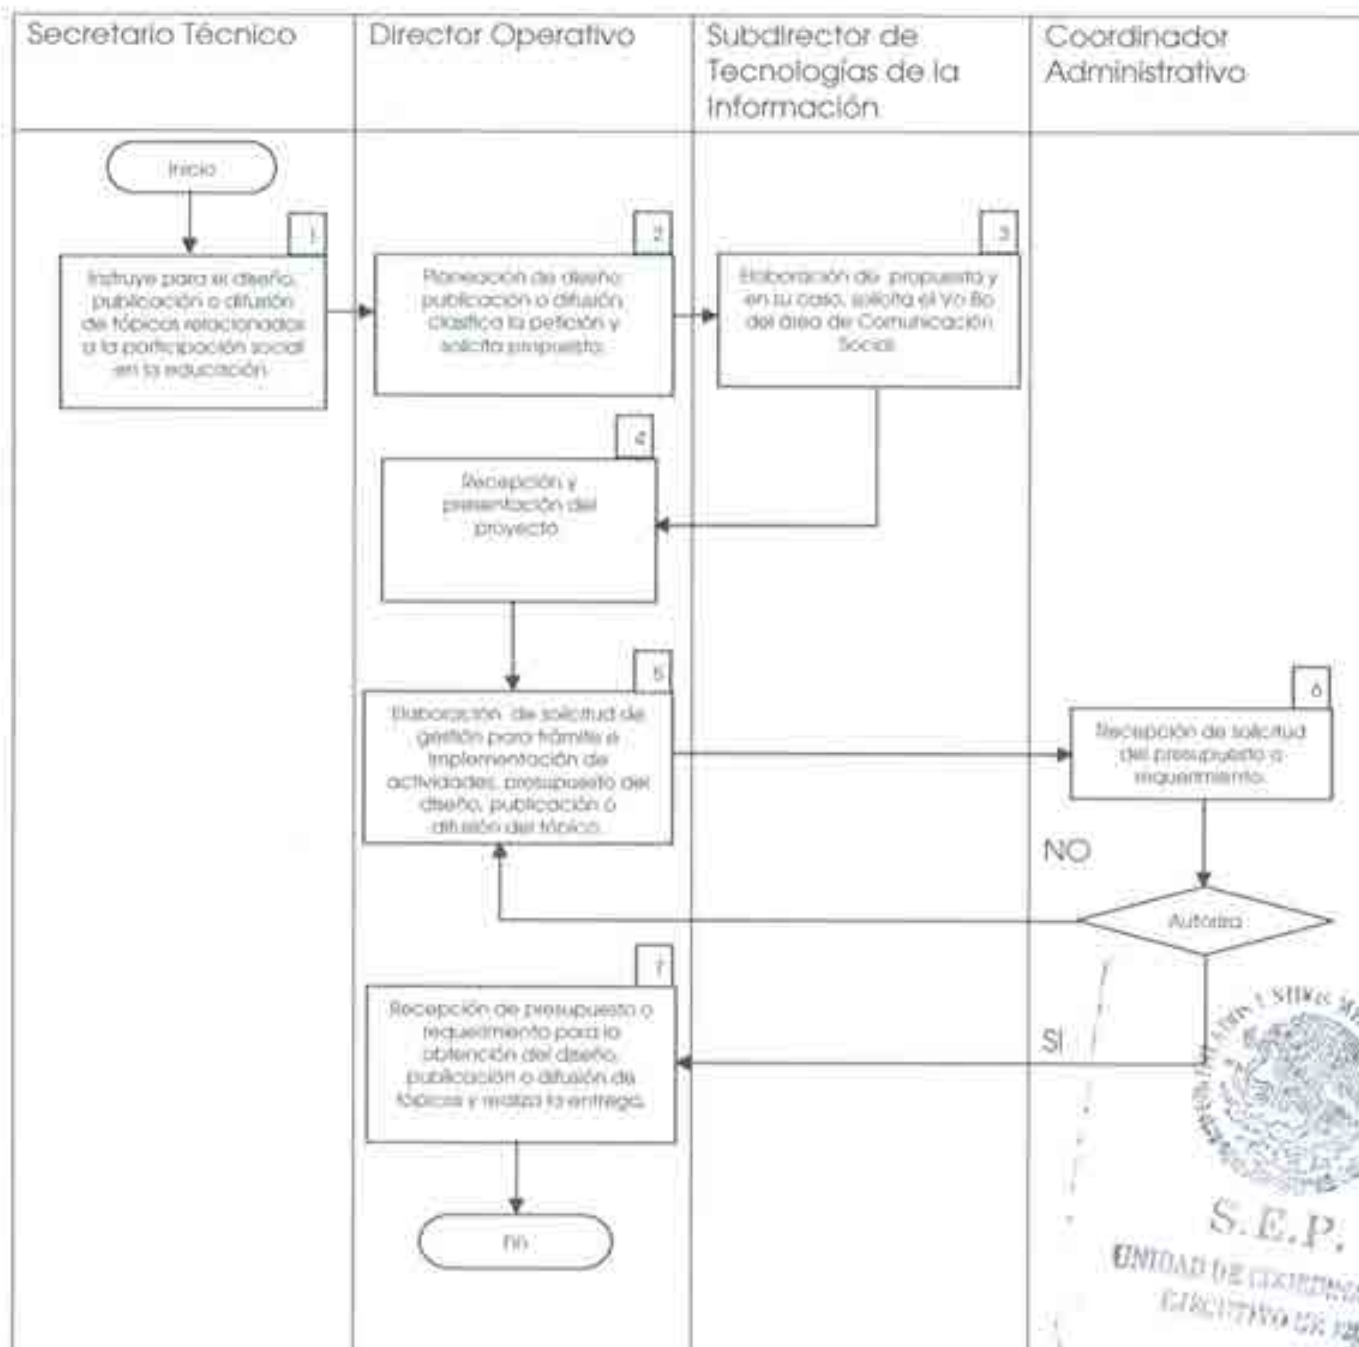 Secretario Técnico
Director Operativo
Subdirector de
Tecnologías de la
Información
Coordinador
Administrativo
Inicio
1
Instruye para el diseño,
publicación o difusión
de tópicos relacionados
a la participación social
en la educación.
2
Planeación de diseño,
publicación o difusión,
clasifica la petición y
solicita propuesta.
3
Elaboración de propuesta y
en su caso, solicita el Vo Bo
del área de Comunicación
Social.
4
Recepción y
presentación del
proyecto
5
Elaboración de solicitud de
gestión para trámite e
implementación de
actividades, presupuesto del
diseño, publicación o
difusión del tópico.
6
Recepción de solicitud
del presupuesto o
requerimiento.
NO
Autoriza
SI
7
Recepción de presupuesto o
requerimiento para la
obtención del diseño,
publicación o difusión de
tópicos y realiza la entrega.
Fin
S.E.P.
UNIDAD DE
EJECUTIVO